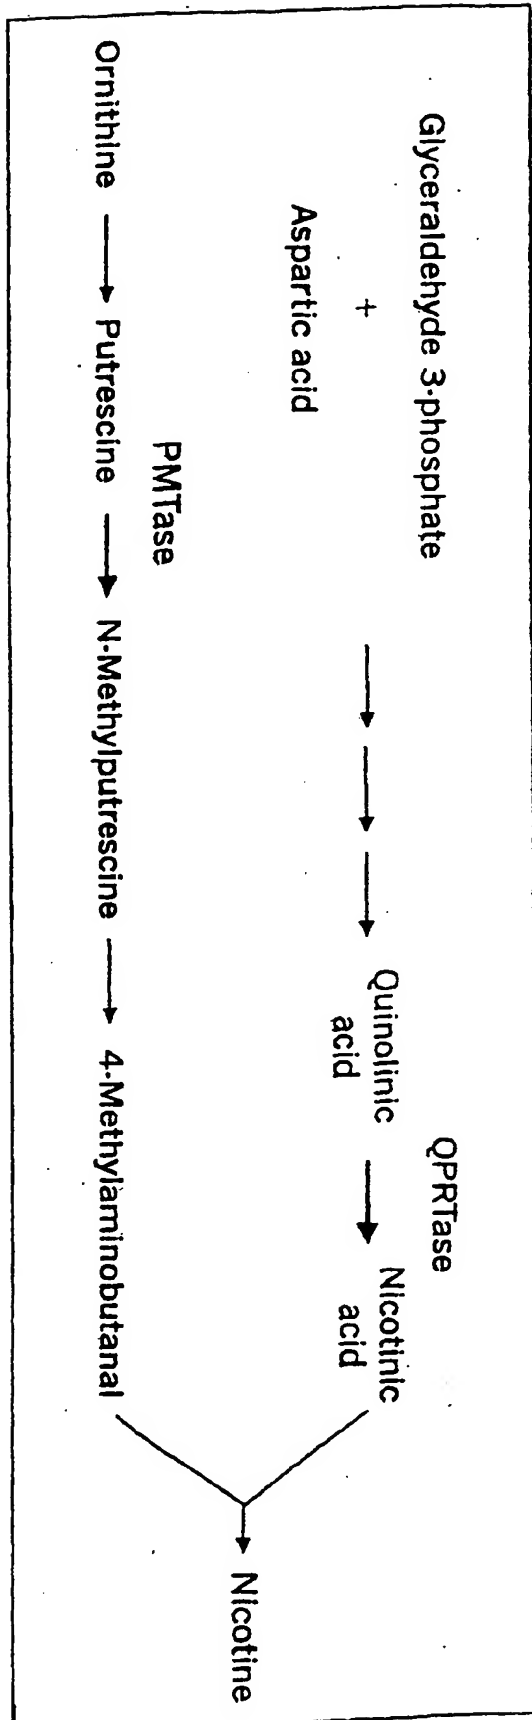 Glyceraldehyde 3-phosphate
+
Aspartic acid
Quinolinic
acid
QPRTase
Nicotinic
acid
PMTase
Ornithine
Putrescine
N-Methylputrescine
4-Methylaminobutanal
Nicotine